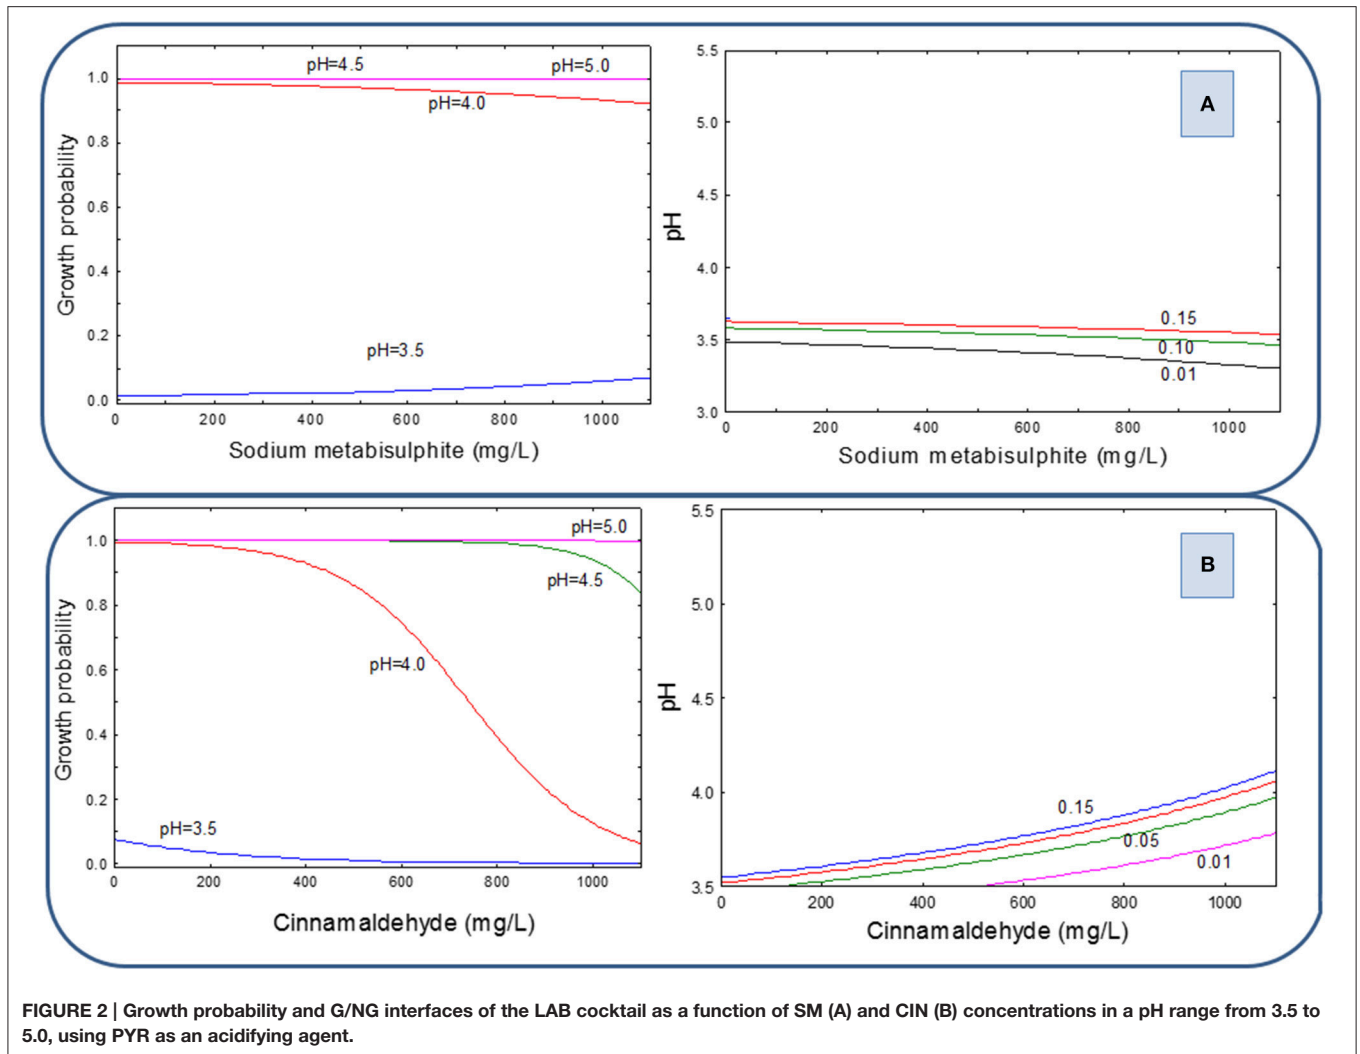 pH=4.5
pH=5.0
1.0
pH=4.0
0.8
0.6
0.4
0.2
pH=3.5
0.0
0 200 400 600 800 1000
Growth probability
Sodium metabisulphite (mg/L)
5.5
A
5.0
4.5
4.0
3.5
3.0
0.15
0.10
0.01
0 200 400 600 800 1000
pH
Sodium metabisulphite (mg/L)
pH=5.0
1.0
pH=4.5
0.8
pH=4.0
0.6
0.4
0.2
pH=3.5
0.0
0 200 400 600 800 1000
Growth probability
Cinnamaldehyde (mg/L)
5.5
B
5.0
4.5
4.0
3.5
0.15
0.05
0.01
0 200 400 600 800 1000
pH
Cinnamaldehyde (mg/L)
FIGURE 2 | Growth probability and G/NG interfaces of the LAB cocktail as a function of SM (A) and CIN (B) concentrations in a pH range from 3.5 to
5.0, using PYR as an acidifying agent.